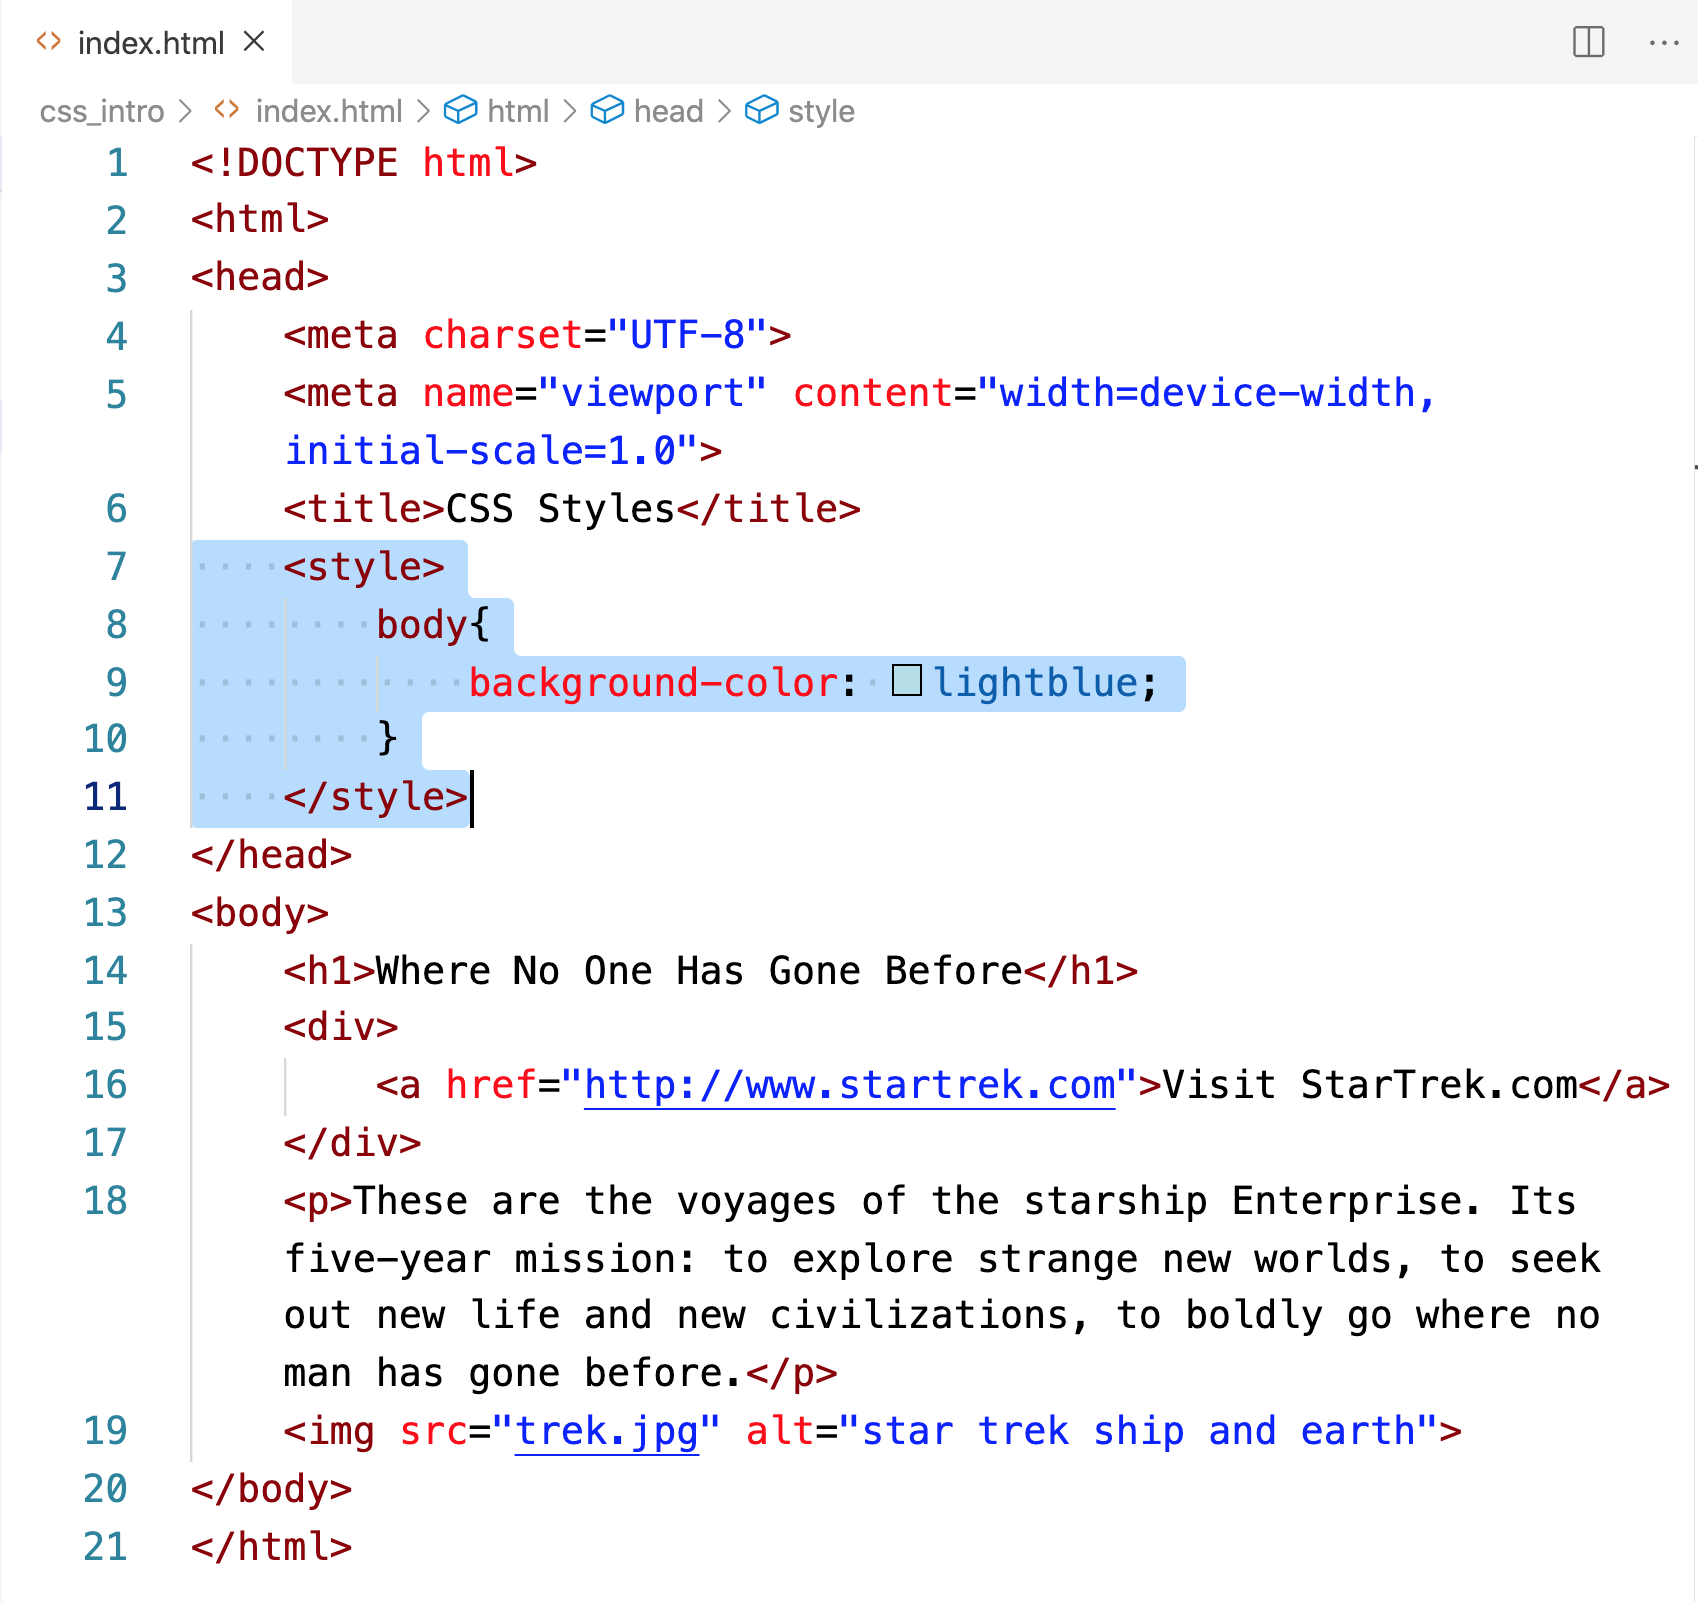 index.html
css_intro > index.html > html > head > style
1 <!DOCTYPE html>
2 <html>
3 <head>
4     <meta charset="UTF-8">
5     <meta name="viewport" content="width=device-width,
    initial-scale=1.0">
6     <title>CSS Styles</title>
7     <style>
8         body{
9             background-color: lightblue;
10         }
11     </style>
12 </head>
13 <body>
14     <h1>Where No One Has Gone Before</h1>
15     <div>
16         <a href="http://www.startrek.com">Visit StarTrek.com</a>
17     </div>
18     <p>These are the voyages of the starship Enterprise. Its
    five-year mission: to explore strange new worlds, to seek
    out new life and new civilizations, to boldly go where no
    man has gone before.</p>
19     <img src="trek.jpg" alt="star trek ship and earth">
20 </body>
21 </html>